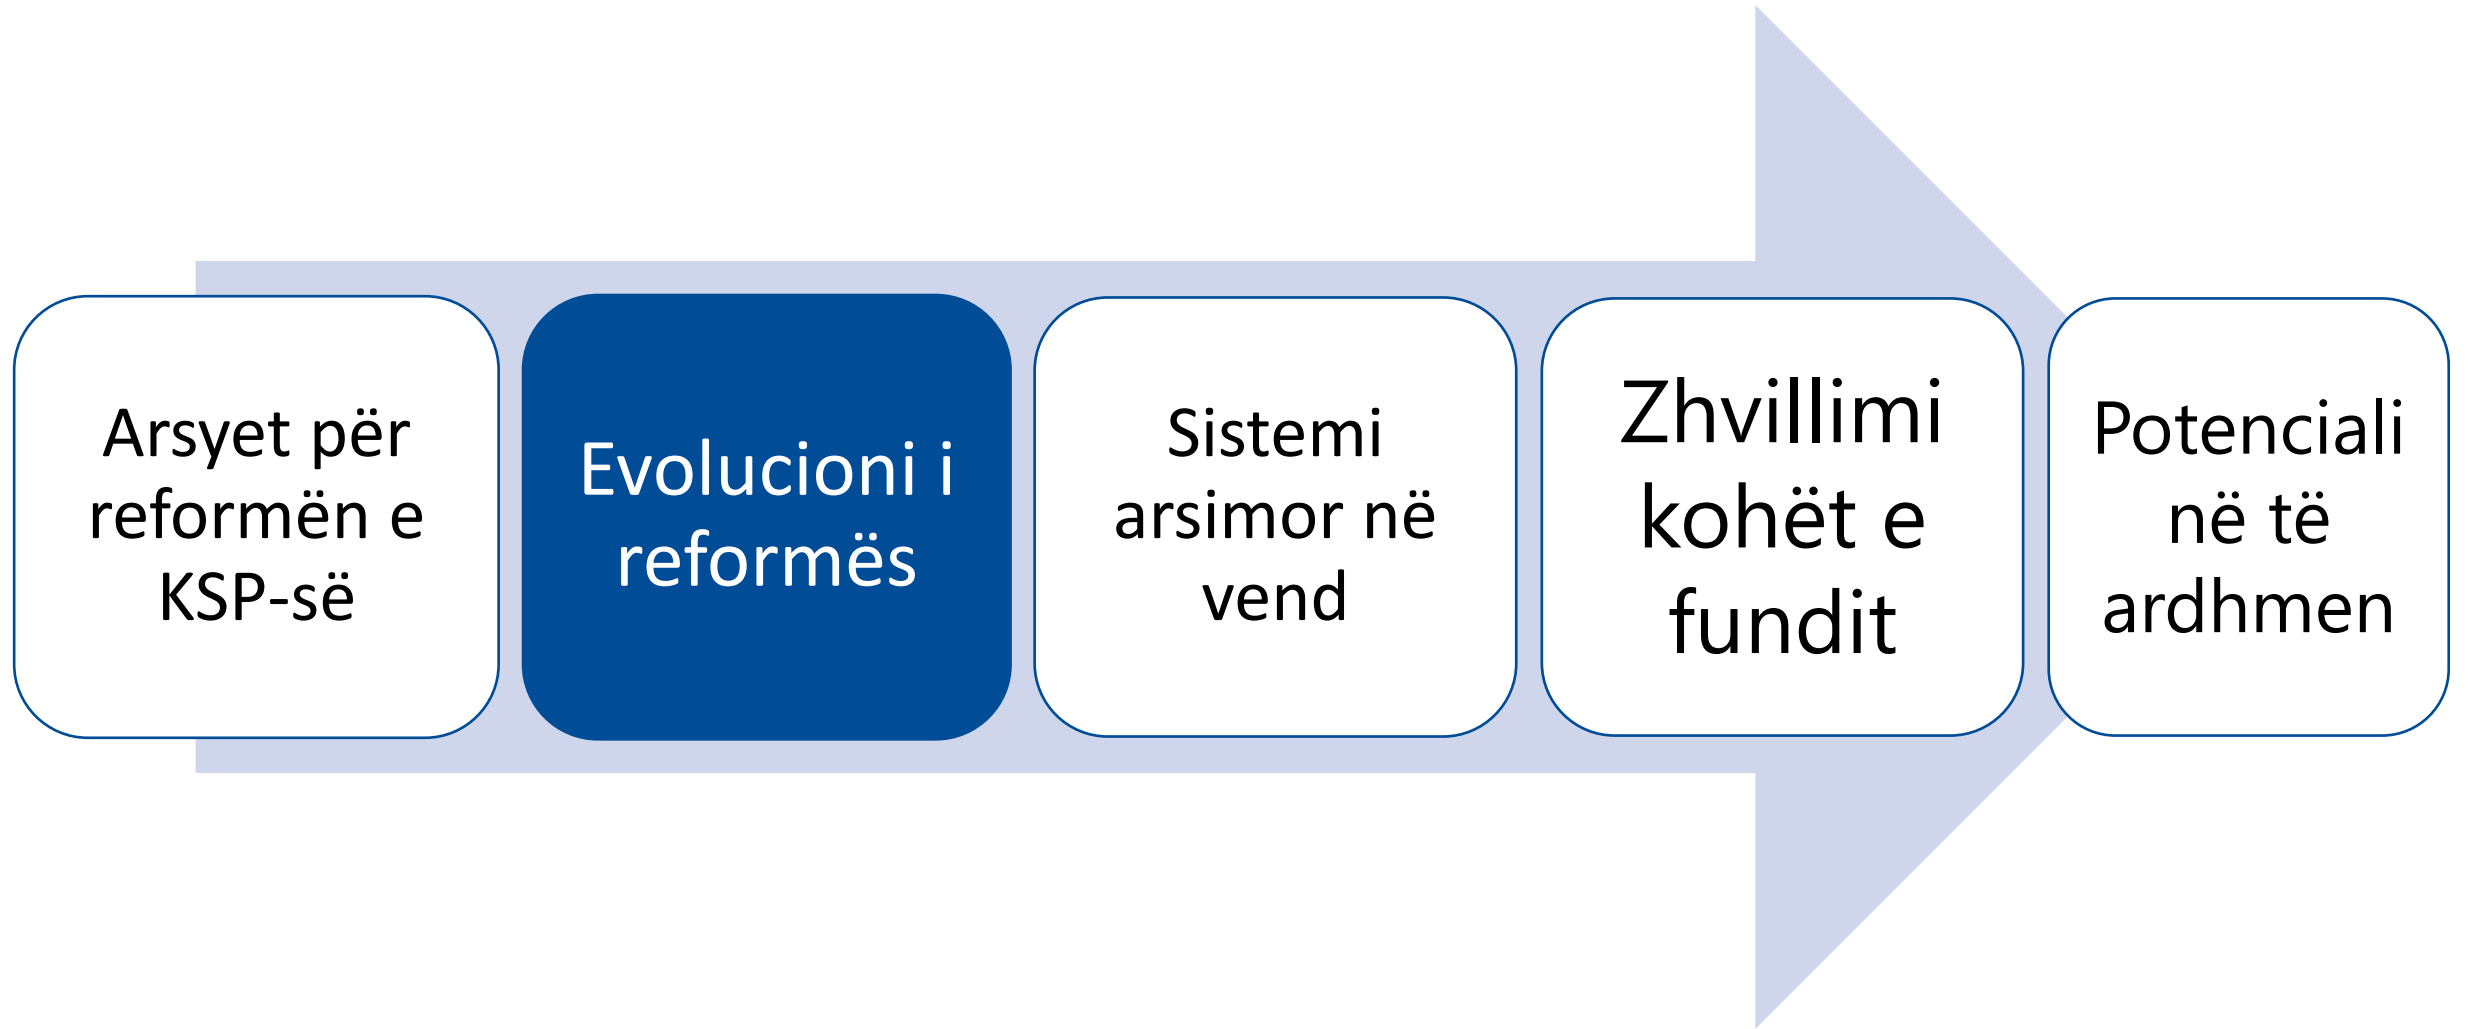 Arsyet për
reformën e
KSP-së
Evolucioni i
reformës
Sistemi
arsimor në
vend
Zhvillimi
kohët e
fundit
Potenciali
në të
ardhmen